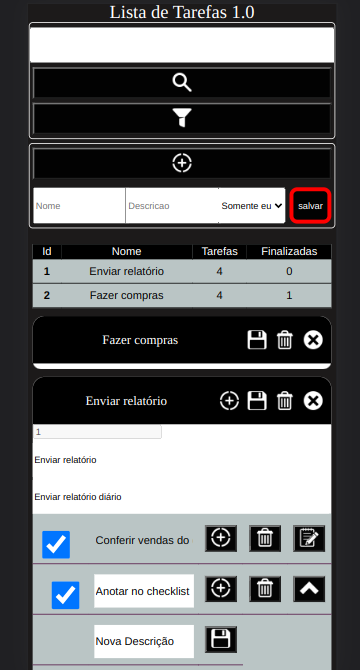 Lista de Tarefas 1.0
Nome Descricao Somente eu salvar
Id Nome Tarefas Finalizadas
1 Enviar relatório 4 0
2 Fazer compras 4 1
Fazer compras
Enviar relatório
1
Enviar relatório
Enviar relatório diário
Conferir vendas do
Anotar no checklist
Nova Descrição